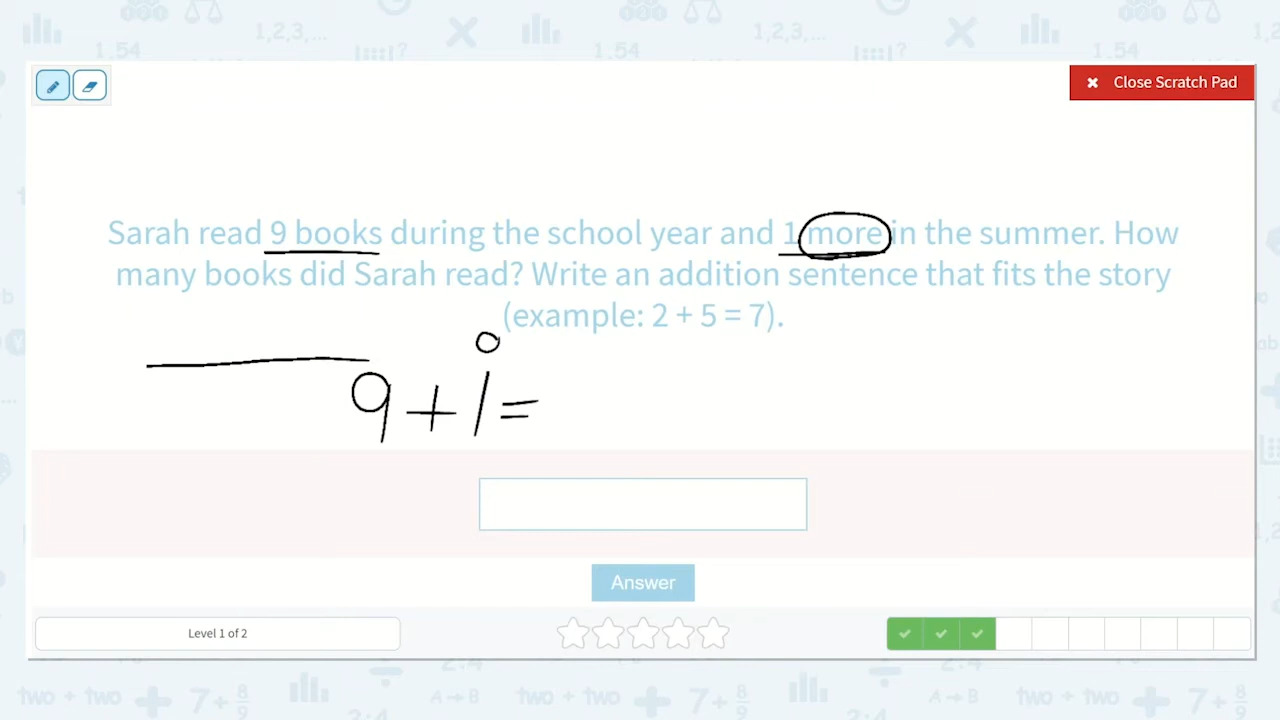 Close Scratch Pad
Sarah read 9 books during the school year and 1 more in the summer. How
many books did Sarah read? Write an addition sentence that fits the story
(example: 2 + 5 = 7).
9 + 1 =
Answer
Level 1 of 2